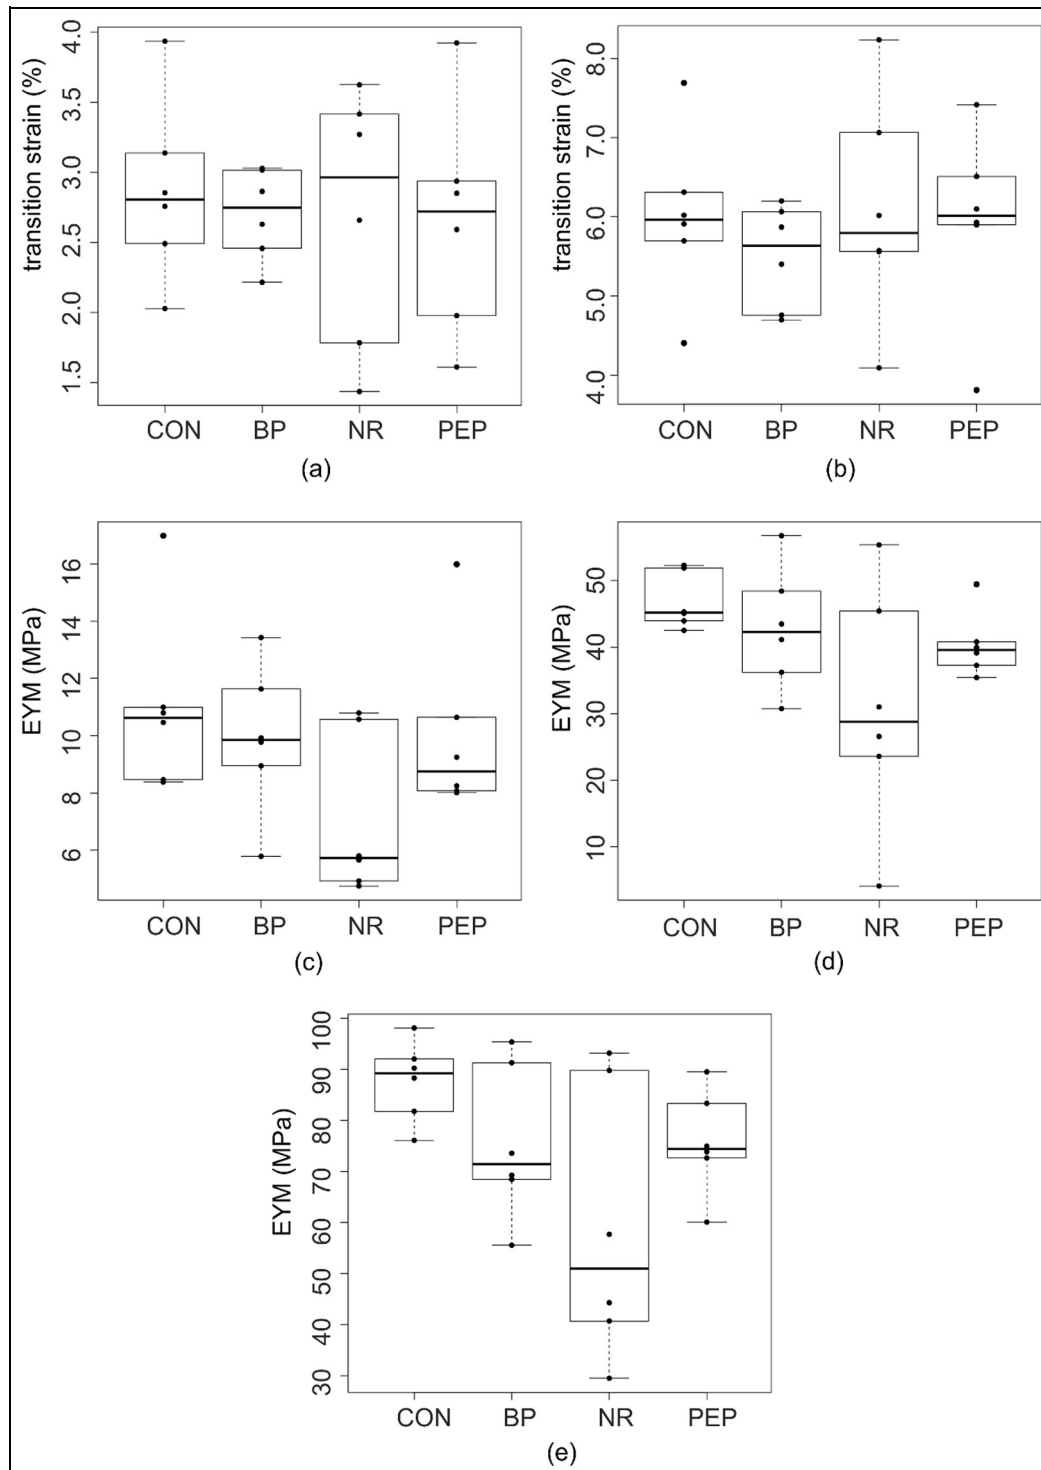 transition strain (%)
4.0
3.5
3.0
2.5
2.0
1.5
CON BP NR PEP
(a)
transition strain (%)
8.0
7.0
6.0
5.0
4.0
CON BP NR PEP
(b)
EYM (MPa)
16
14
12
10
8
6
CON BP NR PEP
(c)
EYM (MPa)
50
40
30
20
10
CON BP NR PEP
(d)
EYM (MPa)
100
90
80
70
60
50
40
30
CON BP NR PEP
(e)